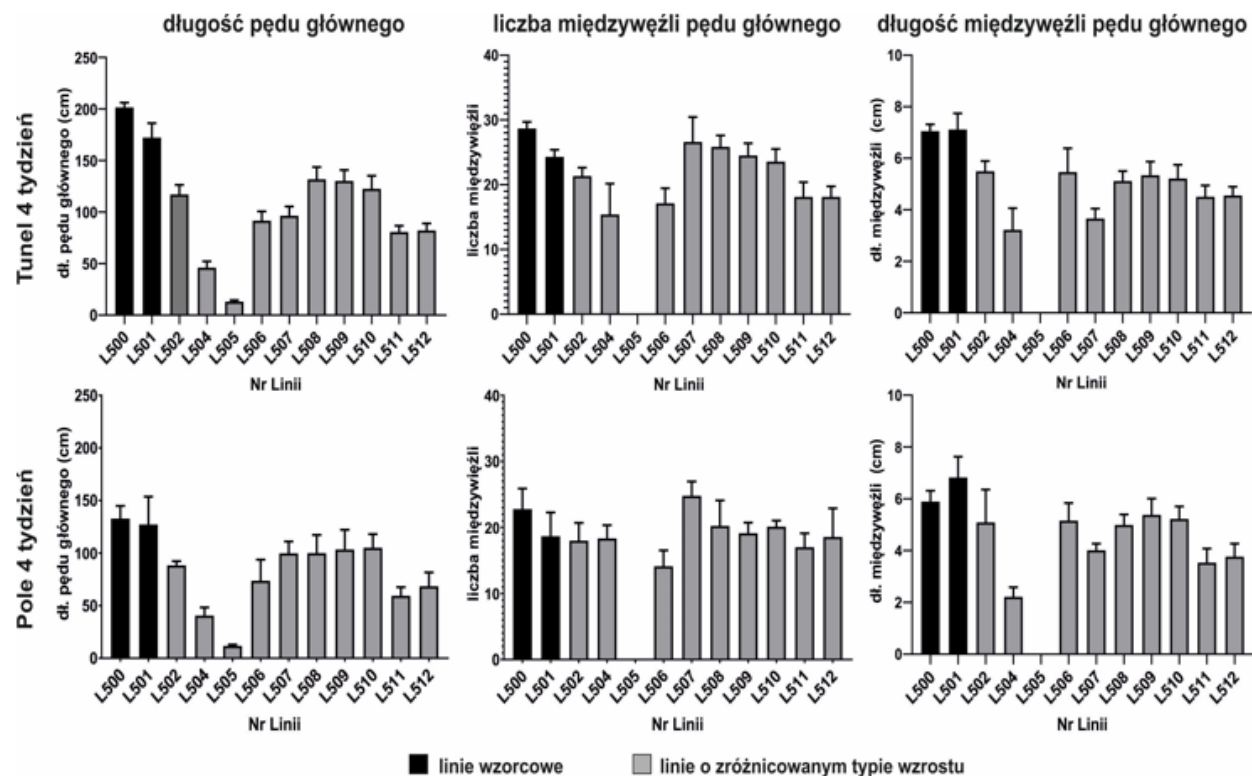 długość pędu głównego
liczba międzywęźli pędu głównego
długość międzywęźli pędu głównego
Tunel 4 tydzień
dł. pędu głównego (cm)
250
200
150
100
50
0
L500 L501 L502 L504 L505 L506 L507 L508 L509 L510 L511 L512
Nr Linii
liczba międzywięźli
40
30
20
10
0
L500 L501 L502 L504 L505 L506 L507 L508 L509 L510 L511 L512
Nr Linii
dł. międzywęźli (cm)
10
8
6
4
2
0
L500 L501 L502 L504 L505 L506 L507 L508 L509 L510 L511 L512
Nr Linii
Pole 4 tydzień
dł. pędu głównego (cm)
250
200
150
100
50
0
L500 L501 L502 L504 L505 L506 L507 L508 L509 L510 L511 L512
Nr Linii
liczba międzywięźli
40
30
20
10
0
L500 L501 L502 L504 L505 L506 L507 L508 L509 L510 L511 L512
Nr Linii
dł. międzywęźli (cm)
10
8
6
4
2
0
L500 L501 L502 L504 L505 L506 L507 L508 L509 L510 L511 L512
Nr Linii
linie wzorcowe
linie o zróżnicowanym typie wzrostu